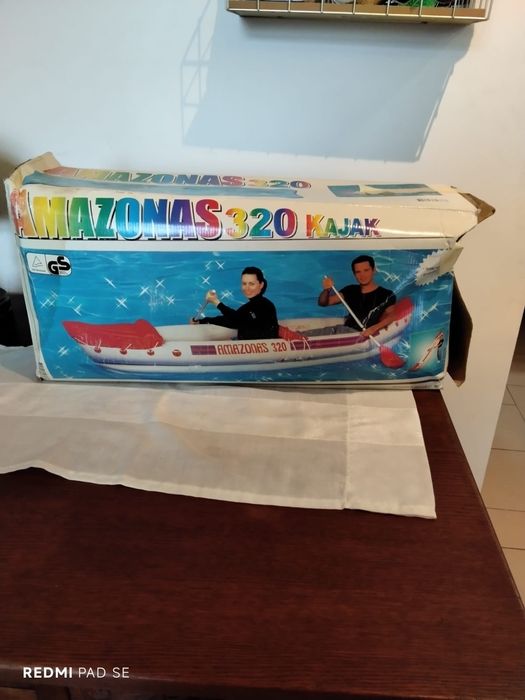 AMAZONAS 320
AMAZONAS 320 KAJAK
GS
AMAZONAS 320
REDMI PAD SE